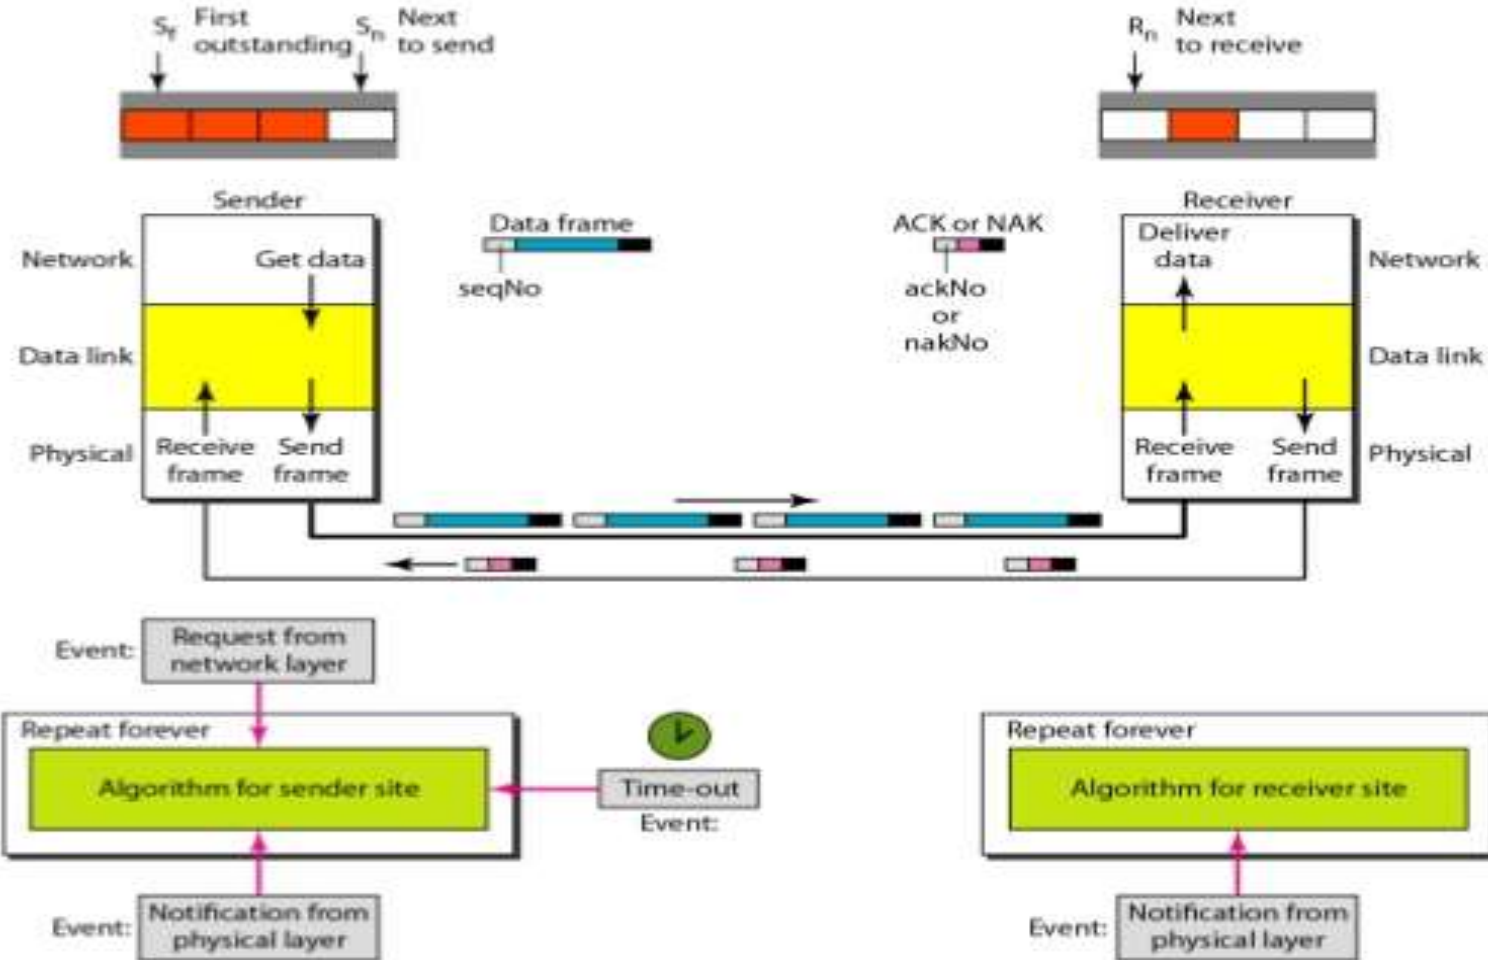 Sf First
outstanding
Sn Next
to send
Rn Next
to receive
Sender
Receiver
Network
Get data
Data frame
seqNo
ACK or NAK
ackNo
or
nakNo
Deliver
data
Network
Data link
Data link
Physical
Receive
frame
Send
frame
Receive
frame
Send
frame
Physical
Event:
Request from
network layer
Repeat forever
Algorithm for sender site
Time-out
Event:
Event:
Notification from
physical layer
Repeat forever
Algorithm for receiver site
Event:
Notification from
physical layer